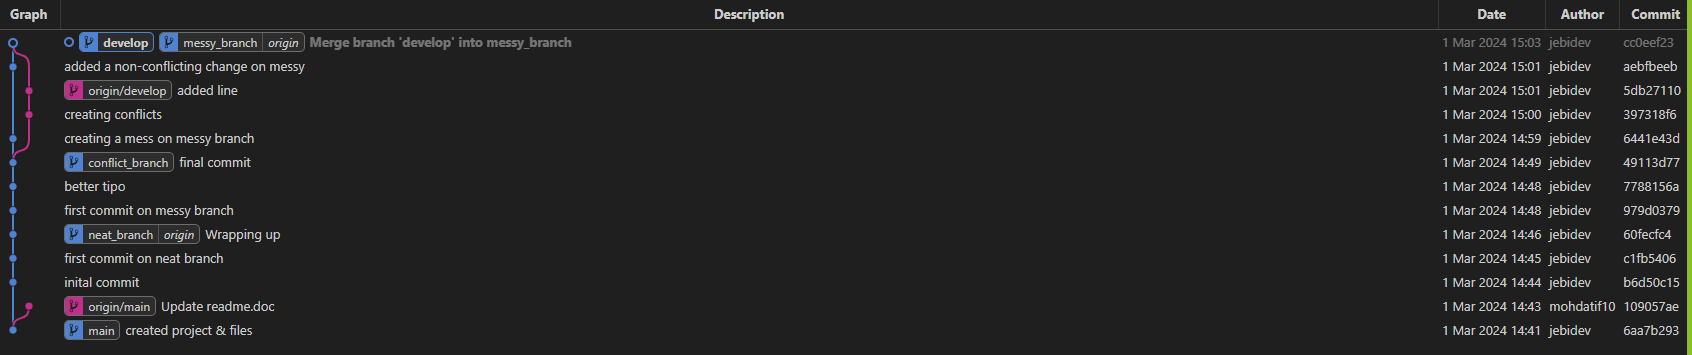 Graph Description Date Author Commit
develop messy_branch origin Merge branch 'develop' into messy_branch 1 Mar 2024 15:03 jebidev cc0eef23
added a non-conflicting change on messy 1 Mar 2024 15:01 jebidev aebfbeeb
origin/develop added line 1 Mar 2024 15:01 jebidev 5db27110
creating conflicts 1 Mar 2024 15:00 jebidev 397318f6
creating a mess on messy branch 1 Mar 2024 14:59 jebidev 6441e43d
conflict_branch final commit 1 Mar 2024 14:49 jebidev 49113d77
better tipo 1 Mar 2024 14:48 jebidev 7788156a
first commit on messy branch 1 Mar 2024 14:48 jebidev 979d0379
neat_branch origin Wrapping up 1 Mar 2024 14:46 jebidev 60fecfc4
first commit on neat branch 1 Mar 2024 14:45 jebidev c1fb5406
inital commit 1 Mar 2024 14:44 jebidev b6d50c15
origin/main Update readme.doc 1 Mar 2024 14:43 mohdatif10 109057ae
main created project & files 1 Mar 2024 14:41 jebidev 6aa7b293